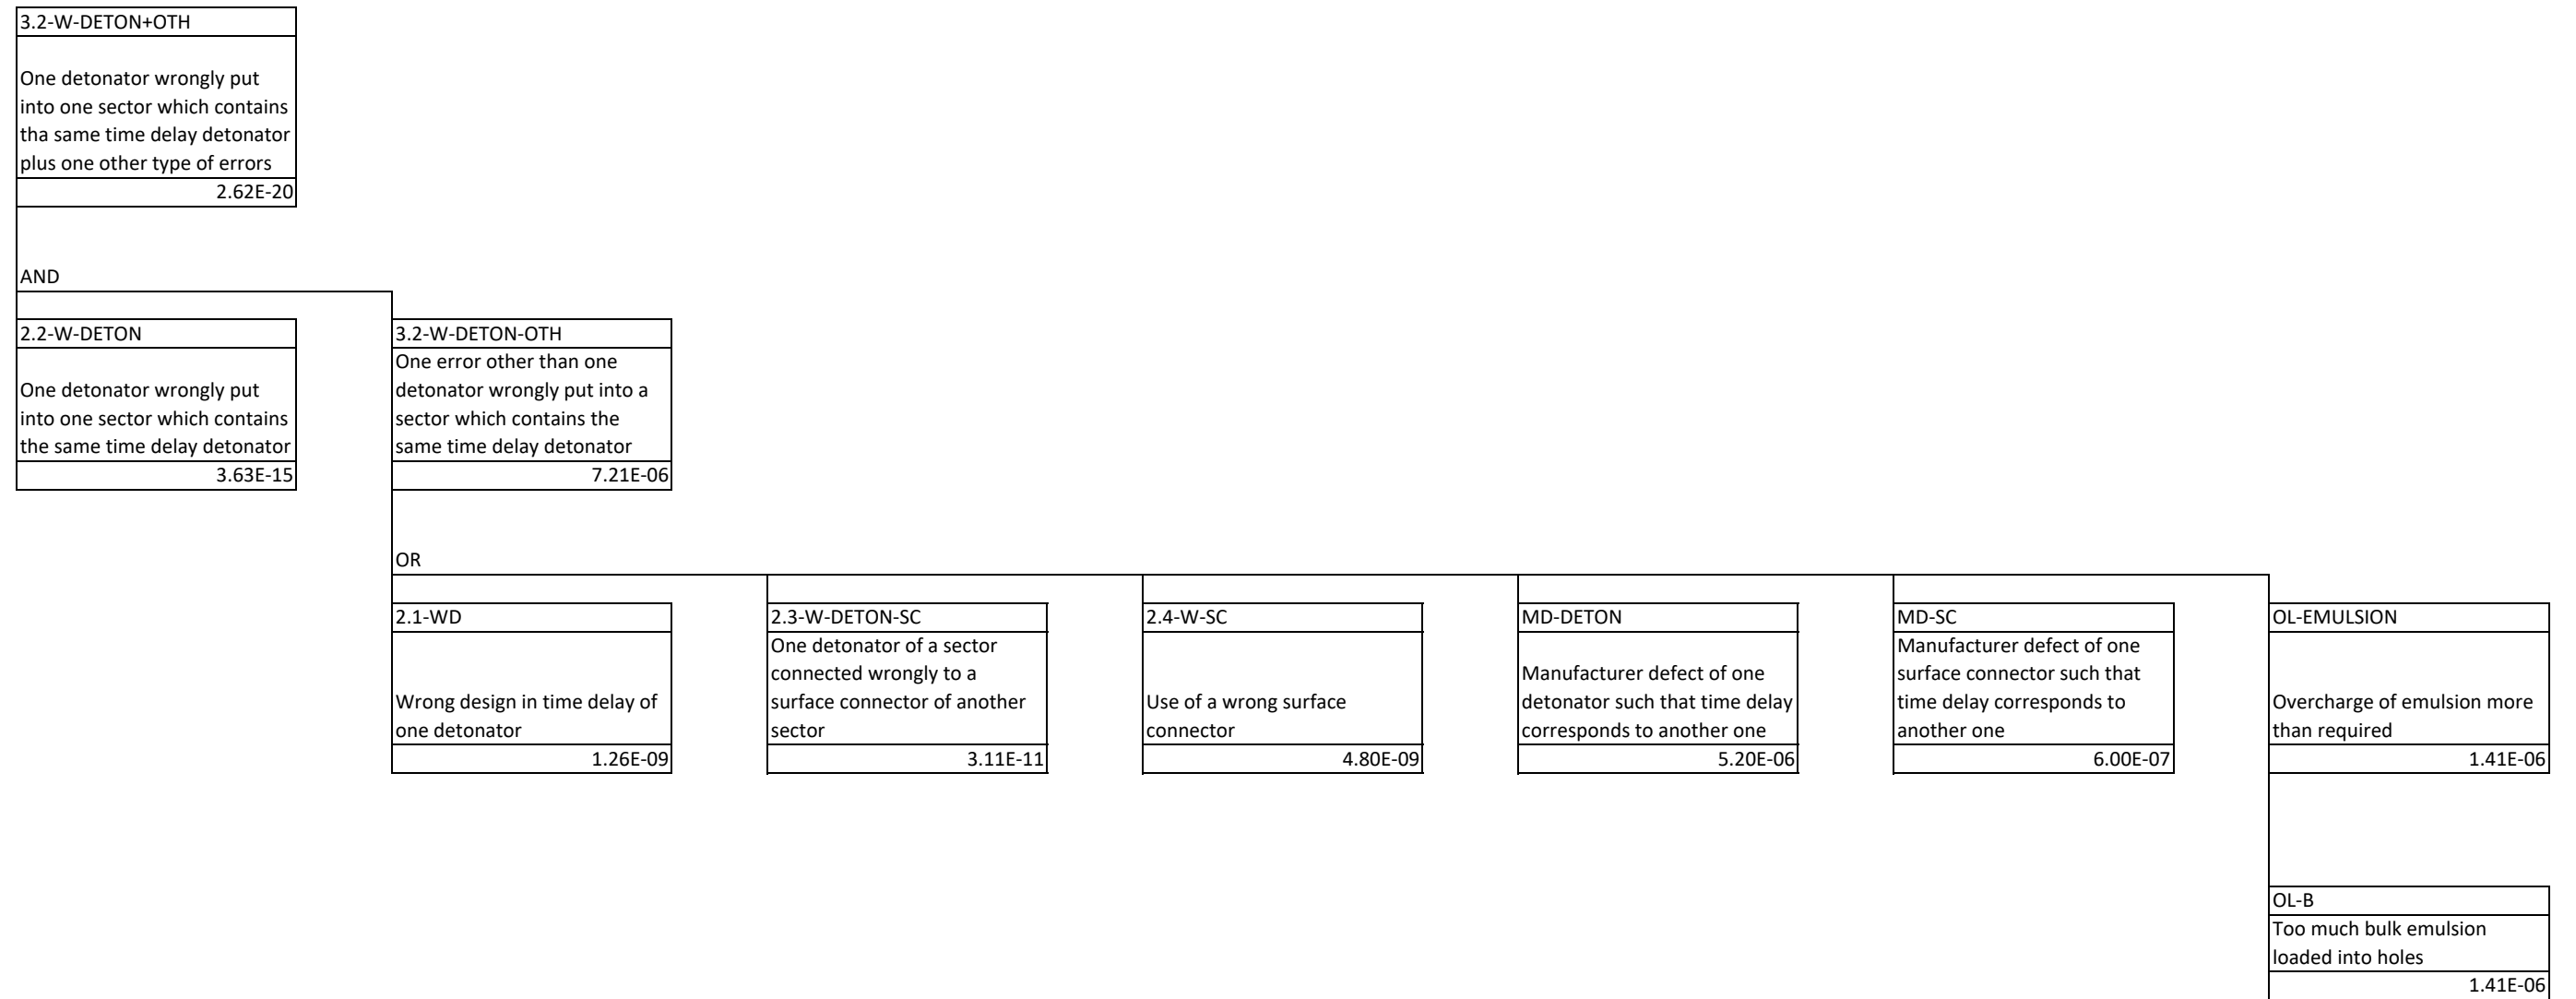 3.2-W-DETON+OTH
One detonator wrongly put
into one sector which contains
tha same time delay detonator
plus one other type of errors
2.62E-20
AND
2.2-W-DETON
One detonator wrongly put
into one sector which contains
the same time delay detonator
3.63E-15
3.2-W-DETON-OTH
One error other than one
detonator wrongly put into a
sector which contains the
same time delay detonator
7.21E-06
OR
2.1-WD
Wrong design in time delay of
one detonator
1.26E-09
2.3-W-DETON-SC
One detonator of a sector
connected wrongly to a
surface connector of another
sector
3.11E-11
2.4-W-SC
Use of a wrong surface
connector
4.80E-09
MD-DETON
Manufacturer defect of one
detonator such that time delay
corresponds to another one
5.20E-06
MD-SC
Manufacturer defect of one
surface connector such that
time delay corresponds to
another one
6.00E-07
OL-EMULSION
Overcharge of emulsion more
than required
1.41E-06
OL-B
Too much bulk emulsion
loaded into holes
1.41E-06